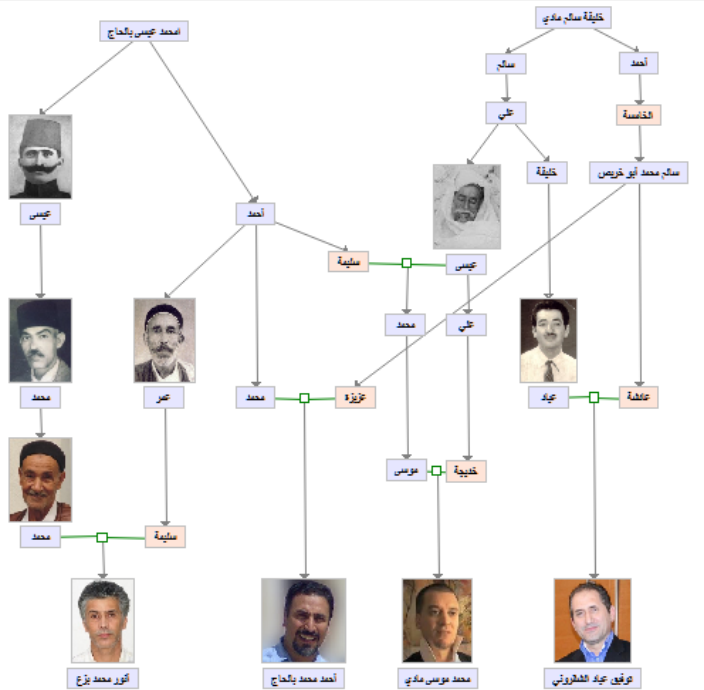 امحمد عيسى بالحاج
خليفة سالم مادي
سالم
أحمد
علي
الخامسة
خليفة
سالم محمد أبو خريص
عيسى
أحمد
سليمة
عيسى
محمد
علي
محمد
عمر
محمد
عزيزة
عياد
عائشة
موسى
خديجة
محمد
سليمة
أنور محمد بزع
أحمد محمد بالحاج
محمد موسى مادي
توفيق عياد الشقروني